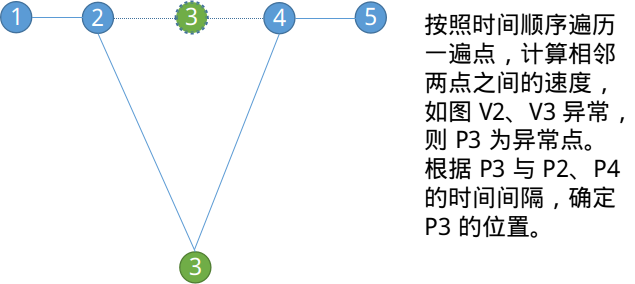 1 2 3 4 5
3
按照时间顺序遍历
一遍点，计算相邻
两点之间的速度，
如图 V2、V3 异常，
则 P3 为异常点。
根据 P3 与 P2、P4
的时间间隔，确定
P3 的位置。